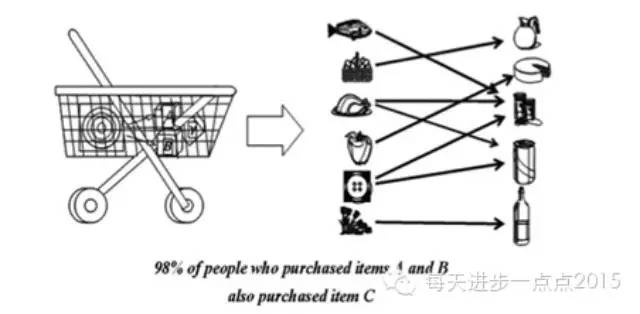 A
B
98% of people who purchased items A and B
also purchased item C
每天进步一点点2015